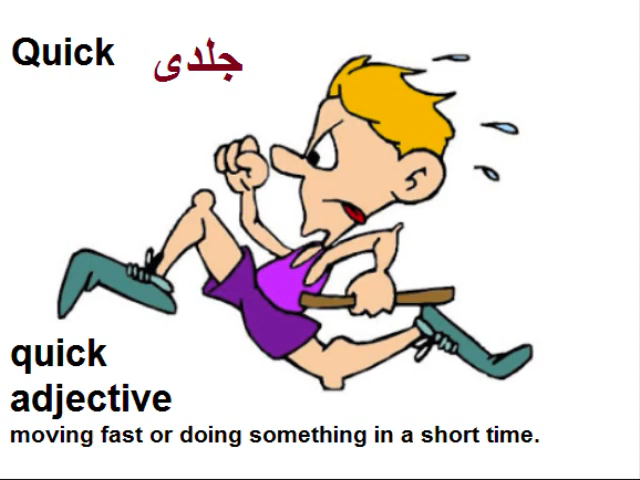 Quick جلدی
quick
adjective
moving fast or doing something in a short time.